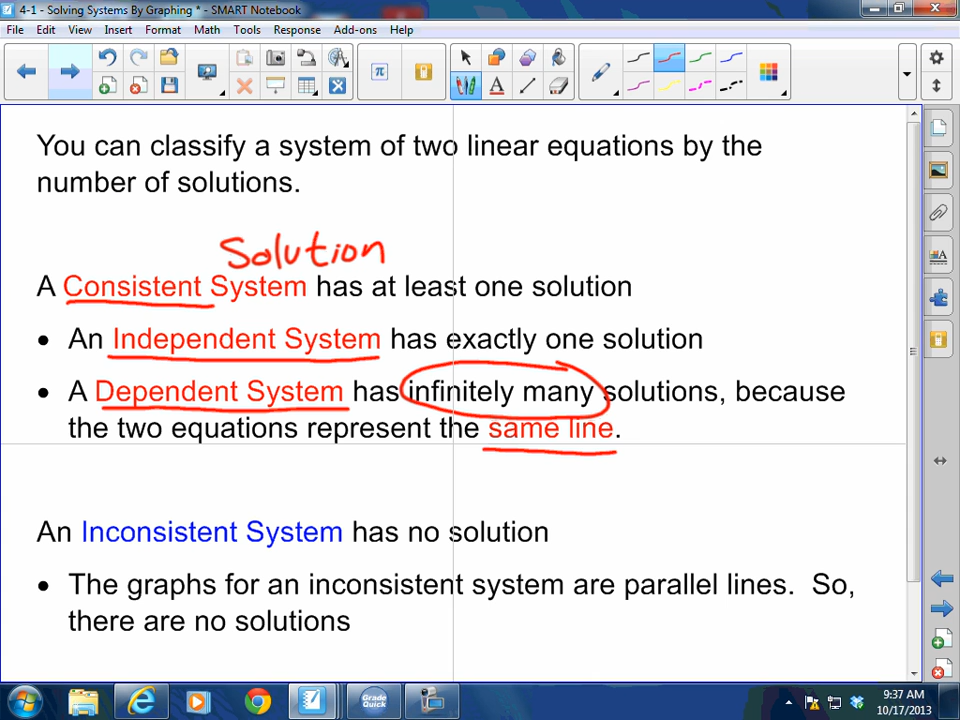 4-1 - Solving Systems By Graphing * - SMART Notebook
File Edit View Insert Format Math Tools Response Add-ons Help
You can classify a system of two linear equations by the
number of solutions.
Solution
A Consistent System has at least one solution
• An Independent System has exactly one solution
• A Dependent System has infinitely many solutions, because
the two equations represent the same line.
An Inconsistent System has no solution
• The graphs for an inconsistent system are parallel lines. So,
there are no solutions
Grade
Quick
9:37 AM
10/17/2013